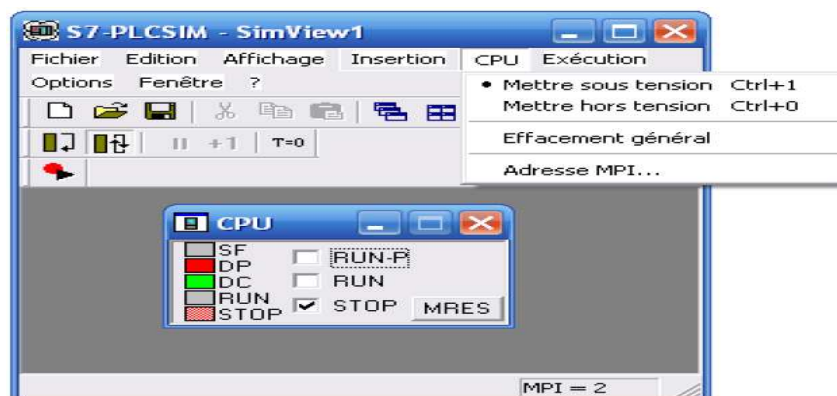 S7-PLCSIM - SimView1
Fichier Edition Affichage Insertion CPU Exécution
Options Fenêtre ?
Mettre sous tension Ctrl+1
Mettre hors tension Ctrl+0
Effacement général
Adresse MPI...
+1 T=0
CPU
SF
DP
DC
RUN
STOP
RUN-P
RUN
STOP MRES
MPI = 2